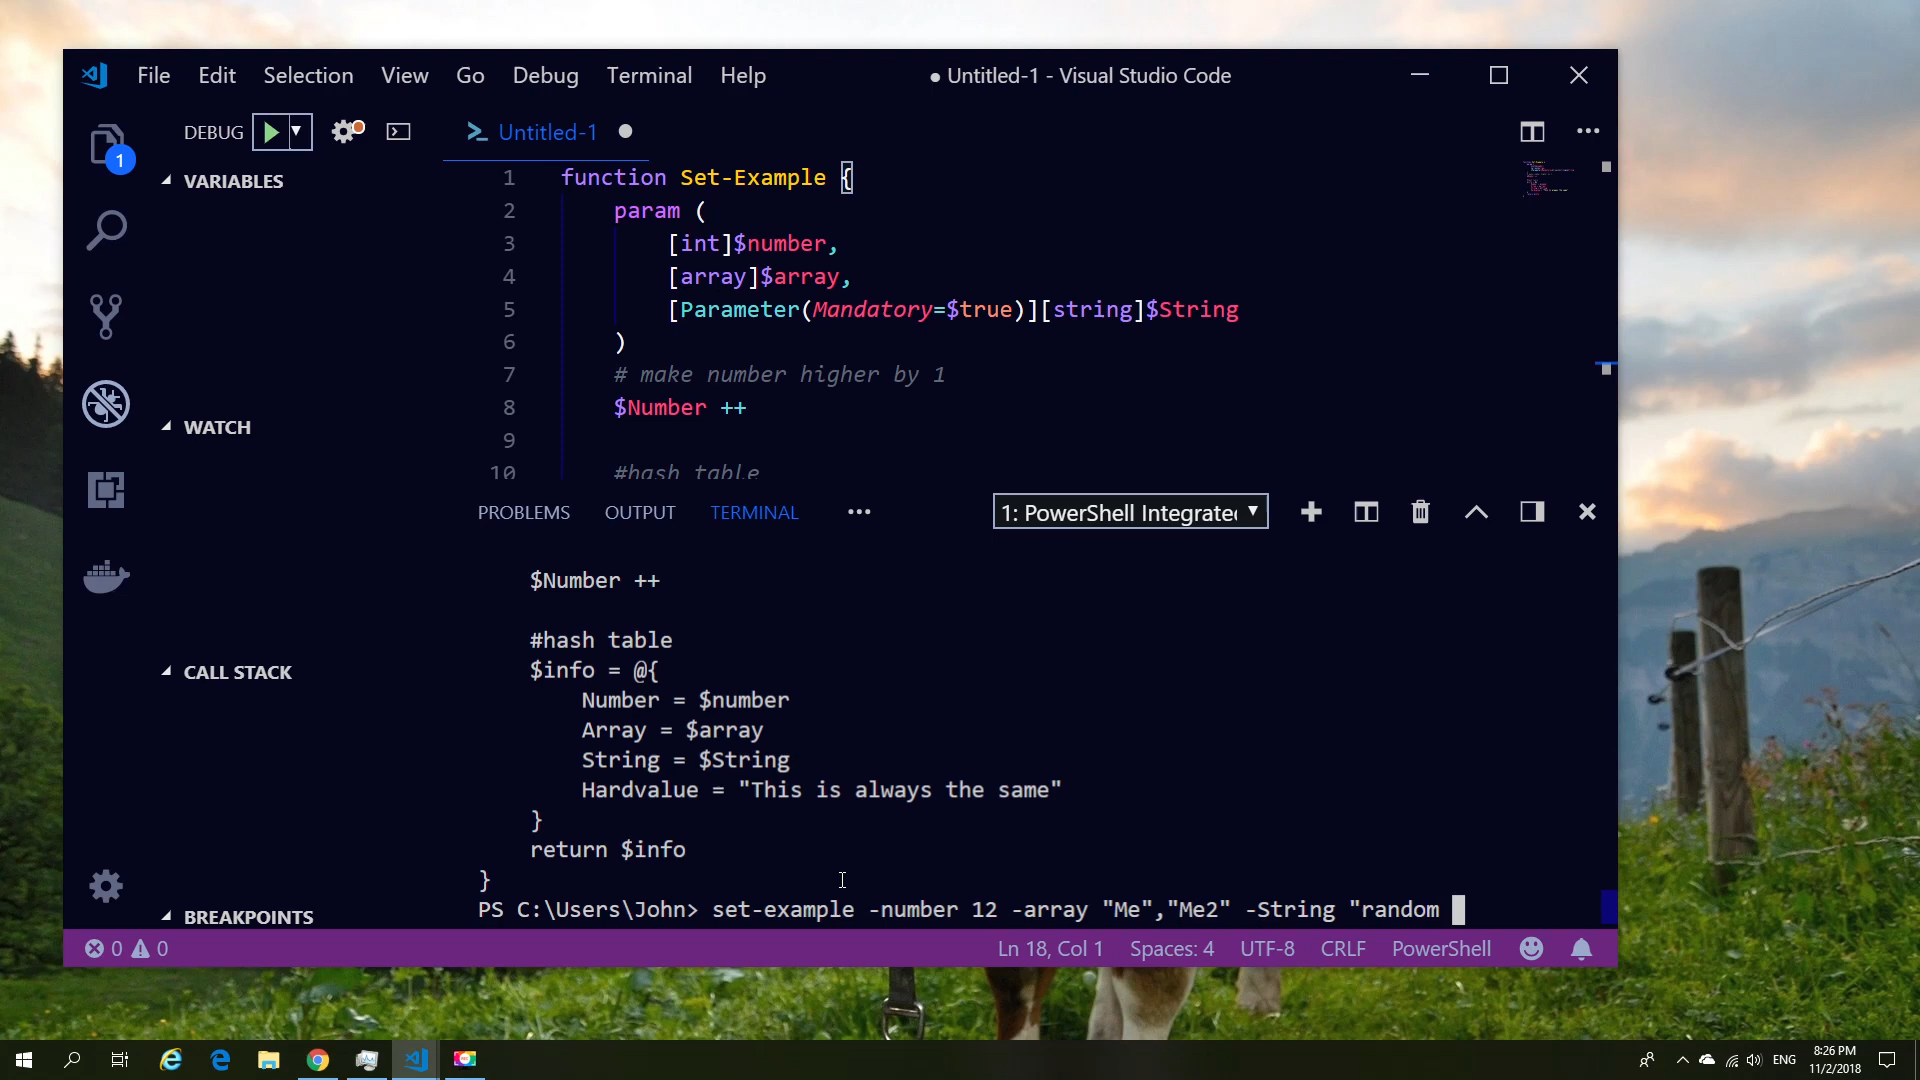 File Edit Selection View Go Debug Terminal Help ● Untitled-1 - Visual Studio Code
DEBUG
Untitled-1
1
VARIABLES
WATCH
CALL STACK
BREAKPOINTS
1 function Set-Example {
2 param (
3 [int]$number,
4 [array]$array,
5 [Parameter(Mandatory=$true)][string]$String
6 )
7 # make number higher by 1
8 $Number ++
9
10 #hash table
PROBLEMS OUTPUT TERMINAL ••• 1: PowerShell Integrate
$Number ++
#hash table
$info = @{
Number = $number
Array = $array
String = $String
Hardvalue = "This is always the same"
}
return $info
}
PS C:\Users\John> set-example -number 12 -array "Me","Me2" -String "random
0 0 Ln 18, Col 1 Spaces: 4 UTF-8 CRLF PowerShell
ENG
8:26 PM
11/2/2018